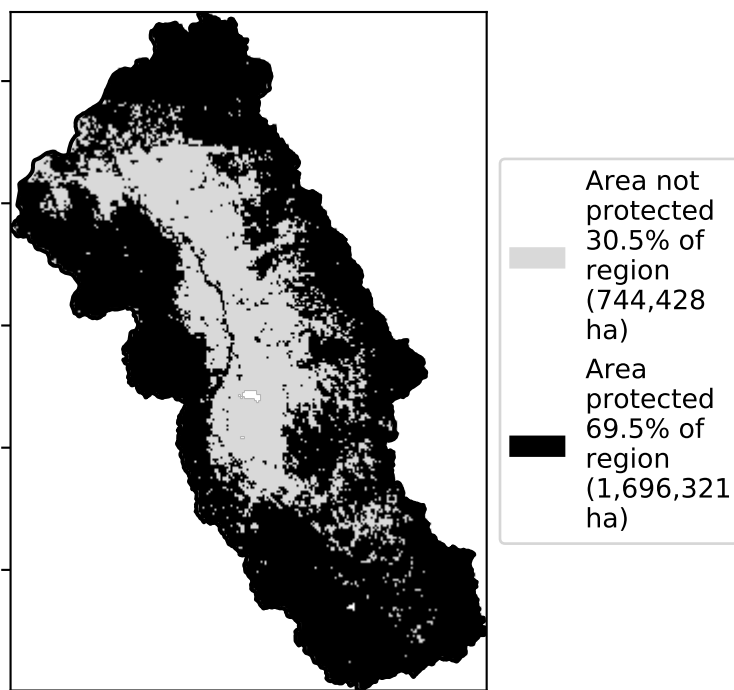 Area not
protected
30.5% of
region
(744,428
ha)
Area
protected
69.5% of
region
(1,696,321
ha)